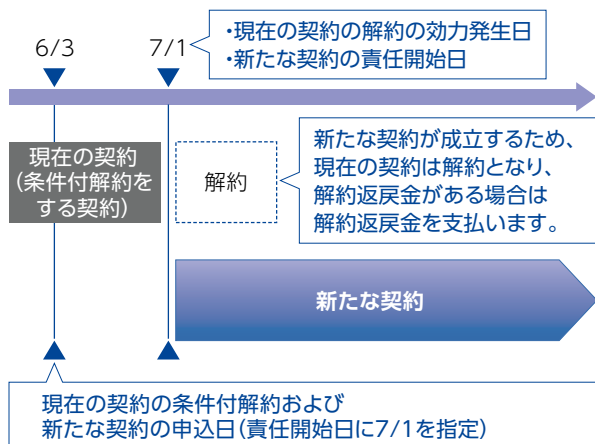 ・現在の契約の解約の効力発生日
・新たな契約の責任開始日
6/3
7/1
現在の契約
(条件付解約を
する契約)
解約
新たな契約が成立するため、
現在の契約は解約となり、
解約返戻金がある場合は
解約返戻金を支払います。
新たな契約
現在の契約の条件付解約および
新たな契約の申込日(責任開始日に7/1を指定)